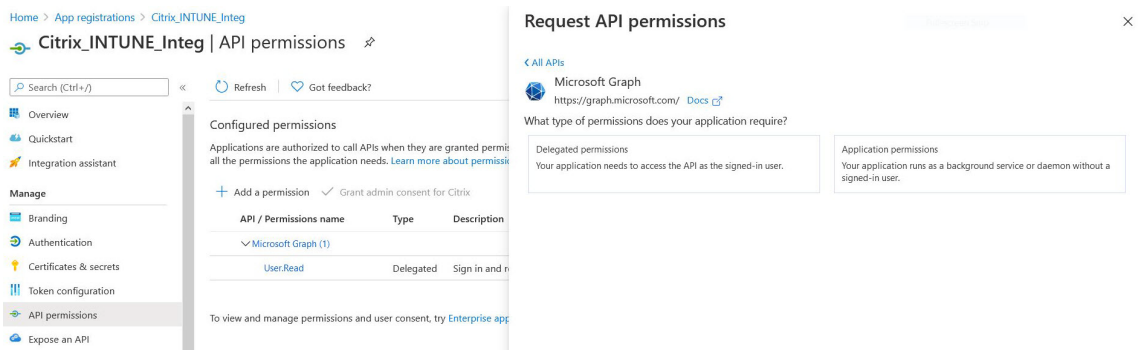 Home > App registrations > Citrix_INTUNE_Integ
Citrix_INTUNE_Integ | API permissions
Search (Ctrl+/)
«
Overview
Quickstart
Integration assistant
Manage
Branding
Authentication
Certificates & secrets
Token configuration
API permissions
Expose an API
Refresh
Got feedback?
Configured permissions
Applications are authorized to call APIs when they are granted permis
all the permissions the application needs. Learn more about permissio
Add a permission
Grant admin consent for Citrix
API / Permissions name Type Description
Microsoft Graph (1)
User.Read Delegated Sign in and r
To view and manage permissions and user consent, try Enterprise app
Request API permissions
All APIs
Microsoft Graph
https://graph.microsoft.com/ Docs
What type of permissions does your application require?
Delegated permissions
Your application needs to access the API as the signed-in user.
Application permissions
Your application runs as a background service or daemon without a
signed-in user.